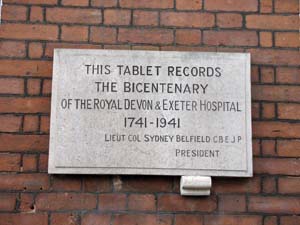 THIS TABLET RECORDS
THE BICENTENARY
OF THE ROYAL DEVON & EXETER HOSPITAL
1741-1941
LIEUT COL SYDNEY BELFIELD C.B.E J.P
PRESIDENT